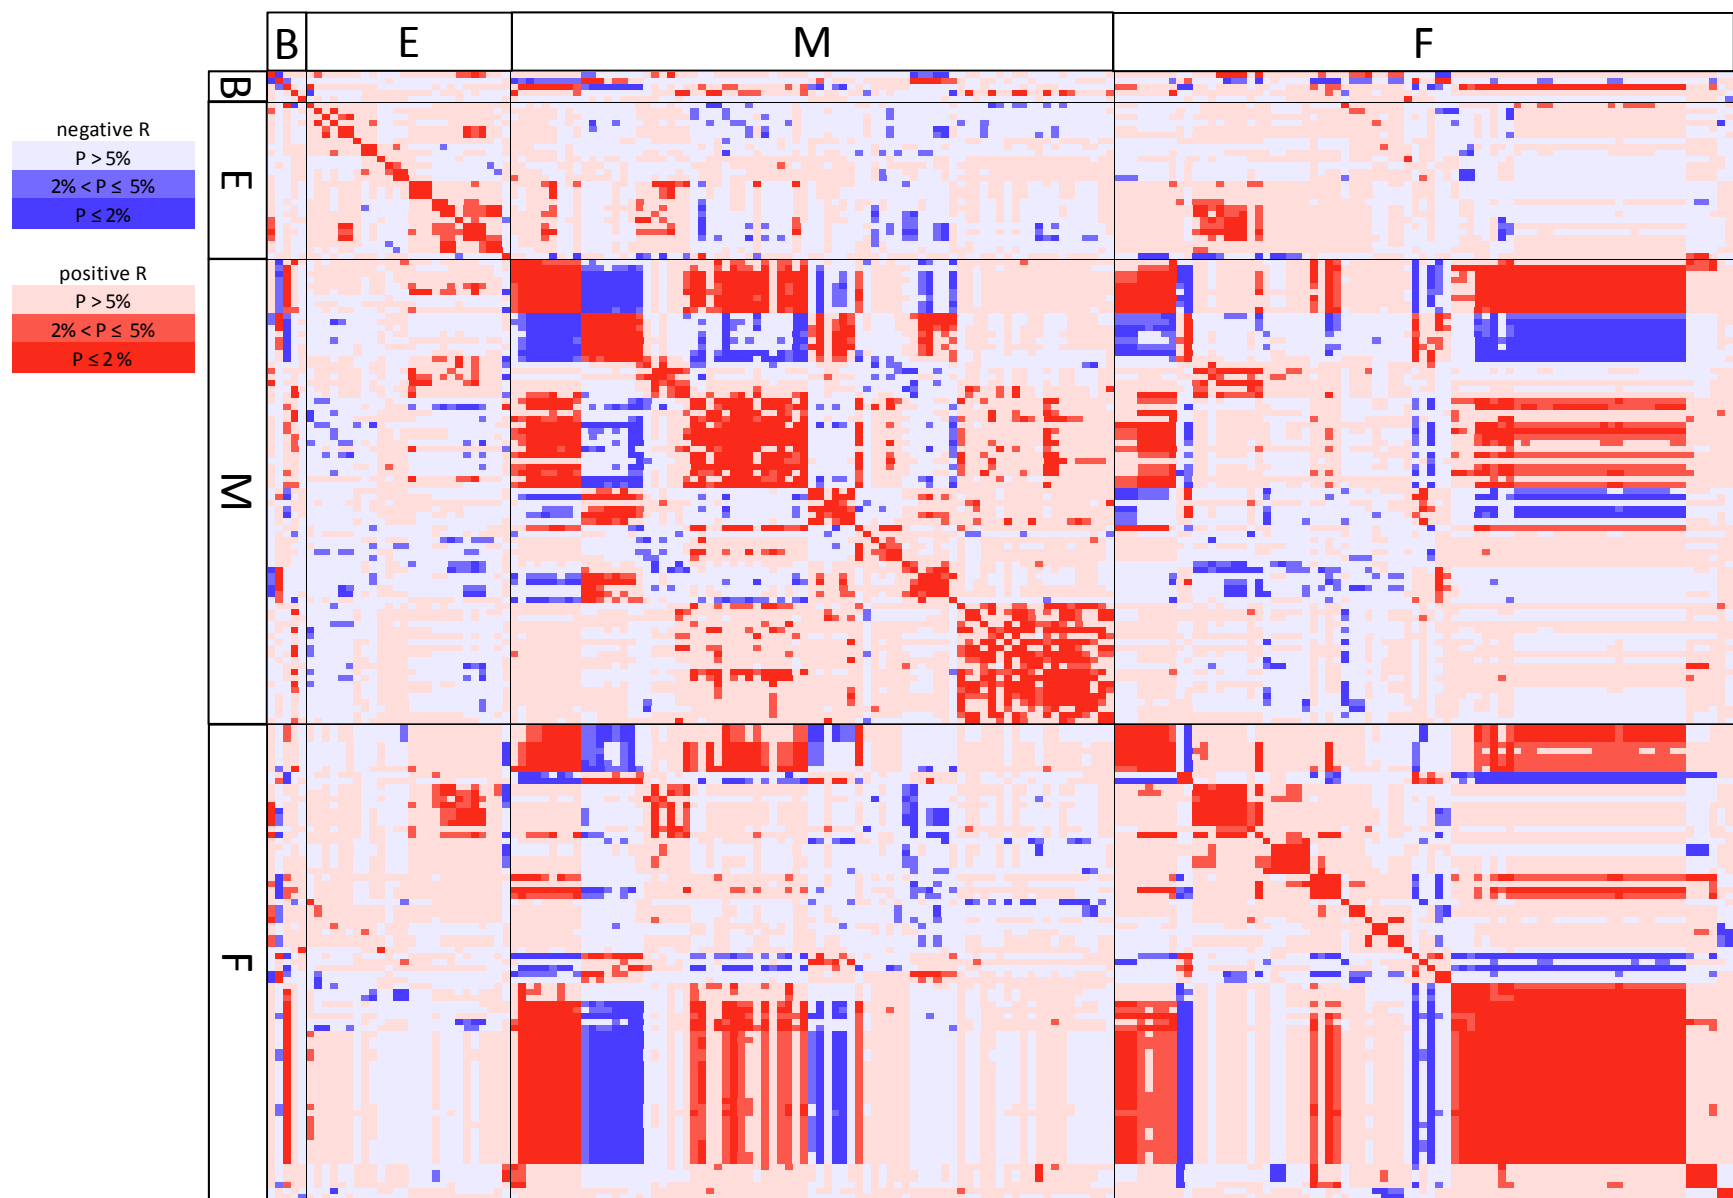 B E M F
B
negative R
P > 5%
2% < P ≤ 5%
P ≤ 2%
E
positive R
P > 5%
2% < P ≤ 5%
P ≤ 2 %
M
F